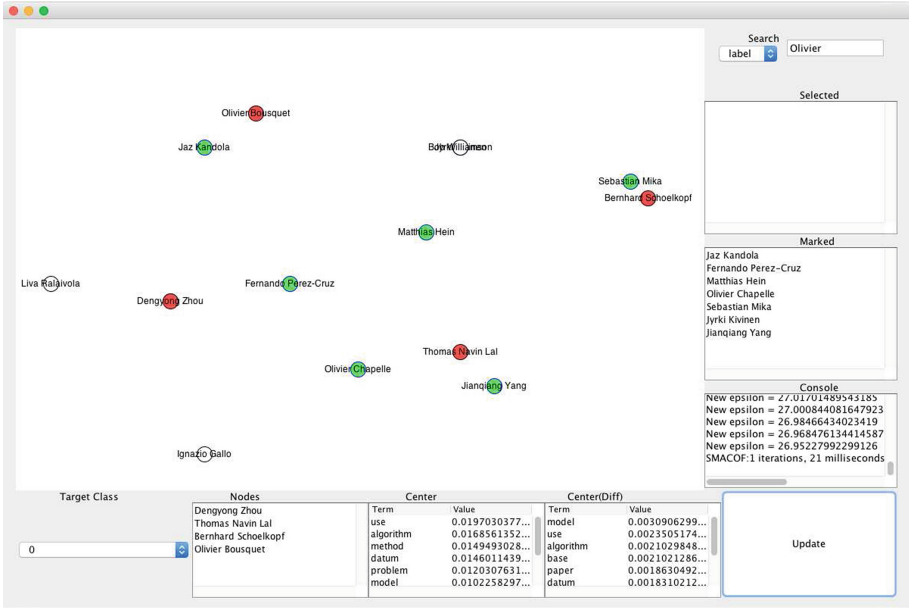 Search
label
Olivier
Olivier Bousquet
Jaz Kandola
Sebastian Mika
Bernhard Schoelkopf
Matthias Hein
Liva Ralaivola
Fernando Perez-Cruz
Dengyong Zhou
Thomas Navin Lal
Olivier Chapelle
Jianqiang Yang
Ignazio Gallo
Selected
Marked
Jaz Kandola
Fernando Perez-Cruz
Matthias Hein
Olivier Chapelle
Sebastian Mika
Jyrki Kivinen
Jianqiang Yang
Console
New epsilon = 27.01701489543185
New epsilon = 27.000844081647923
New epsilon = 26.98466434023419
New epsilon = 26.968476134414587
New epsilon = 26.95227992299126
SMACOF:1 iterations, 21 milliseconds
Target Class
0
Nodes
Dengyong Zhou
Thomas Navin Lal
Bernhard Schoelkopf
Olivier Bousquet
Center
Term Value
use 0.0197030377...
algorithm 0.0168561352...
method 0.0149493028...
datum 0.0146011439...
problem 0.0120307631...
model 0.0102258297...
Center(Diff)
Term Value
model 0.0030906299...
use 0.0023505174...
algorithm 0.0021029848...
base 0.0021021286...
paper 0.0018630492...
datum 0.0018310212...
Update